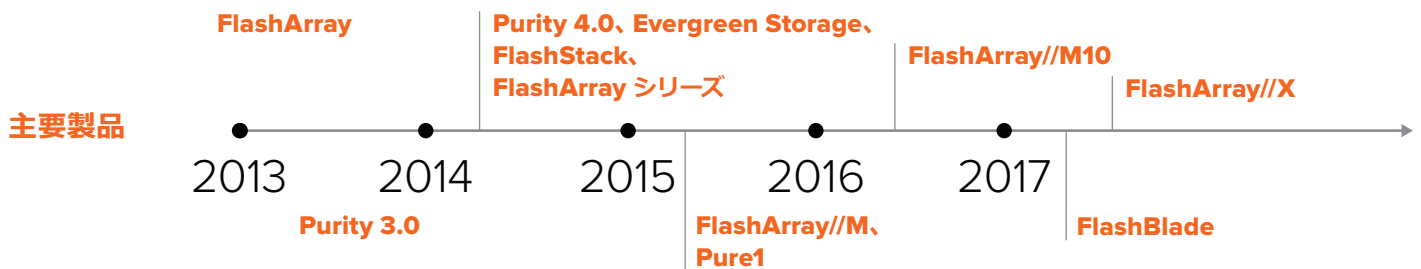 FlashArray
Purity 4.0、Evergreen Storage、
FlashStack、
FlashArray シリーズ
FlashArray//M10
FlashArray//X
主要製品
2013
2014
2015
2016
2017
Purity 3.0
FlashArray//M、
Pure1
FlashBlade